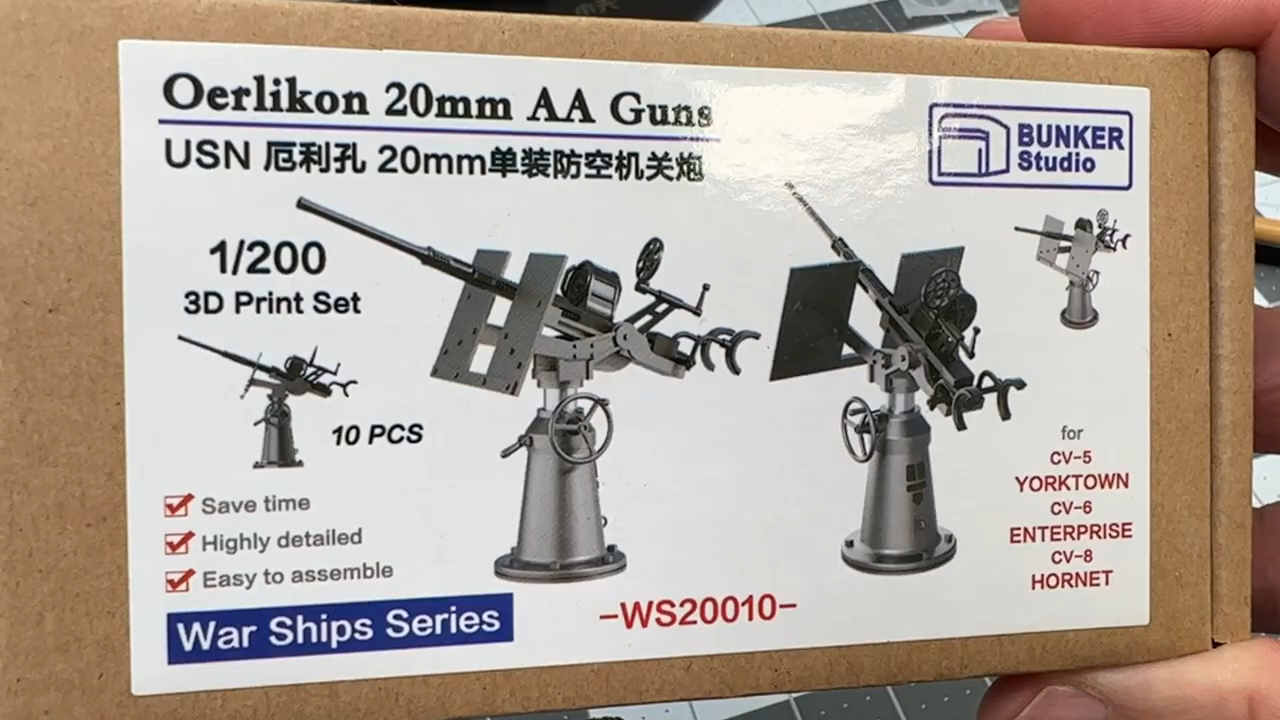 Oerlikon 20mm AA Guns
USN 厄利孔 20mm单装防空机关炮
BUNKER
Studio
1/200
3D Print Set
10 PCS
Save time
Highly detailed
Easy to assemble
War Ships Series
-WS20010-
for
CV-5
YORKTOWN
CV-6
ENTERPRISE
CV-8
HORNET